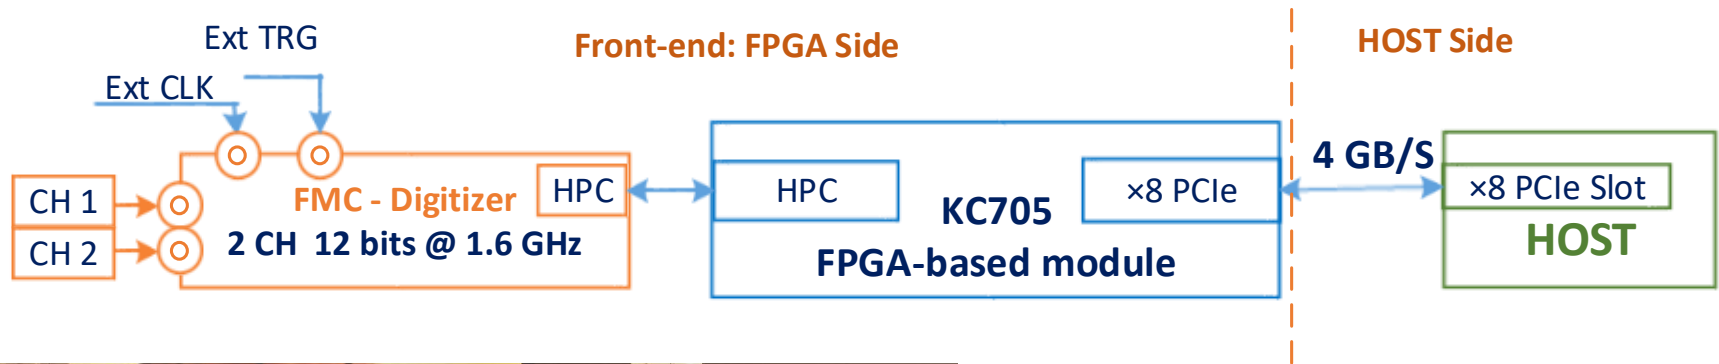 Ext TRG
Front-end: FPGA Side
HOST Side
Ext CLK
4 GB/S
CH 1
CH 2
FMC - Digitizer
2 CH 12 bits @ 1.6 GHz
HPC
HPC
×8 PCIe
KC705
FPGA-based module
×8 PCIe Slot
HOST